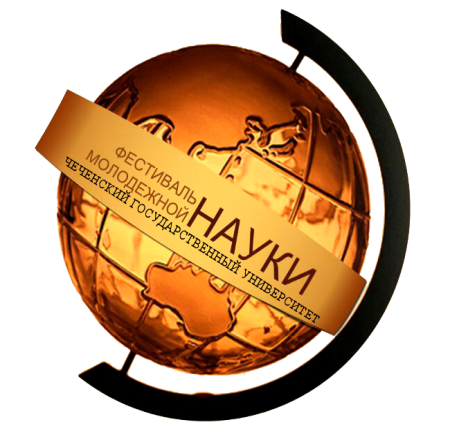 ФЕСТИВАЛЬ
МОЛОДЕЖНОЙ
НАУКИ
ЧЕЧЕНСКИЙ ГОСУДАРСТВЕННЫЙ УНИВЕРСИТЕТ